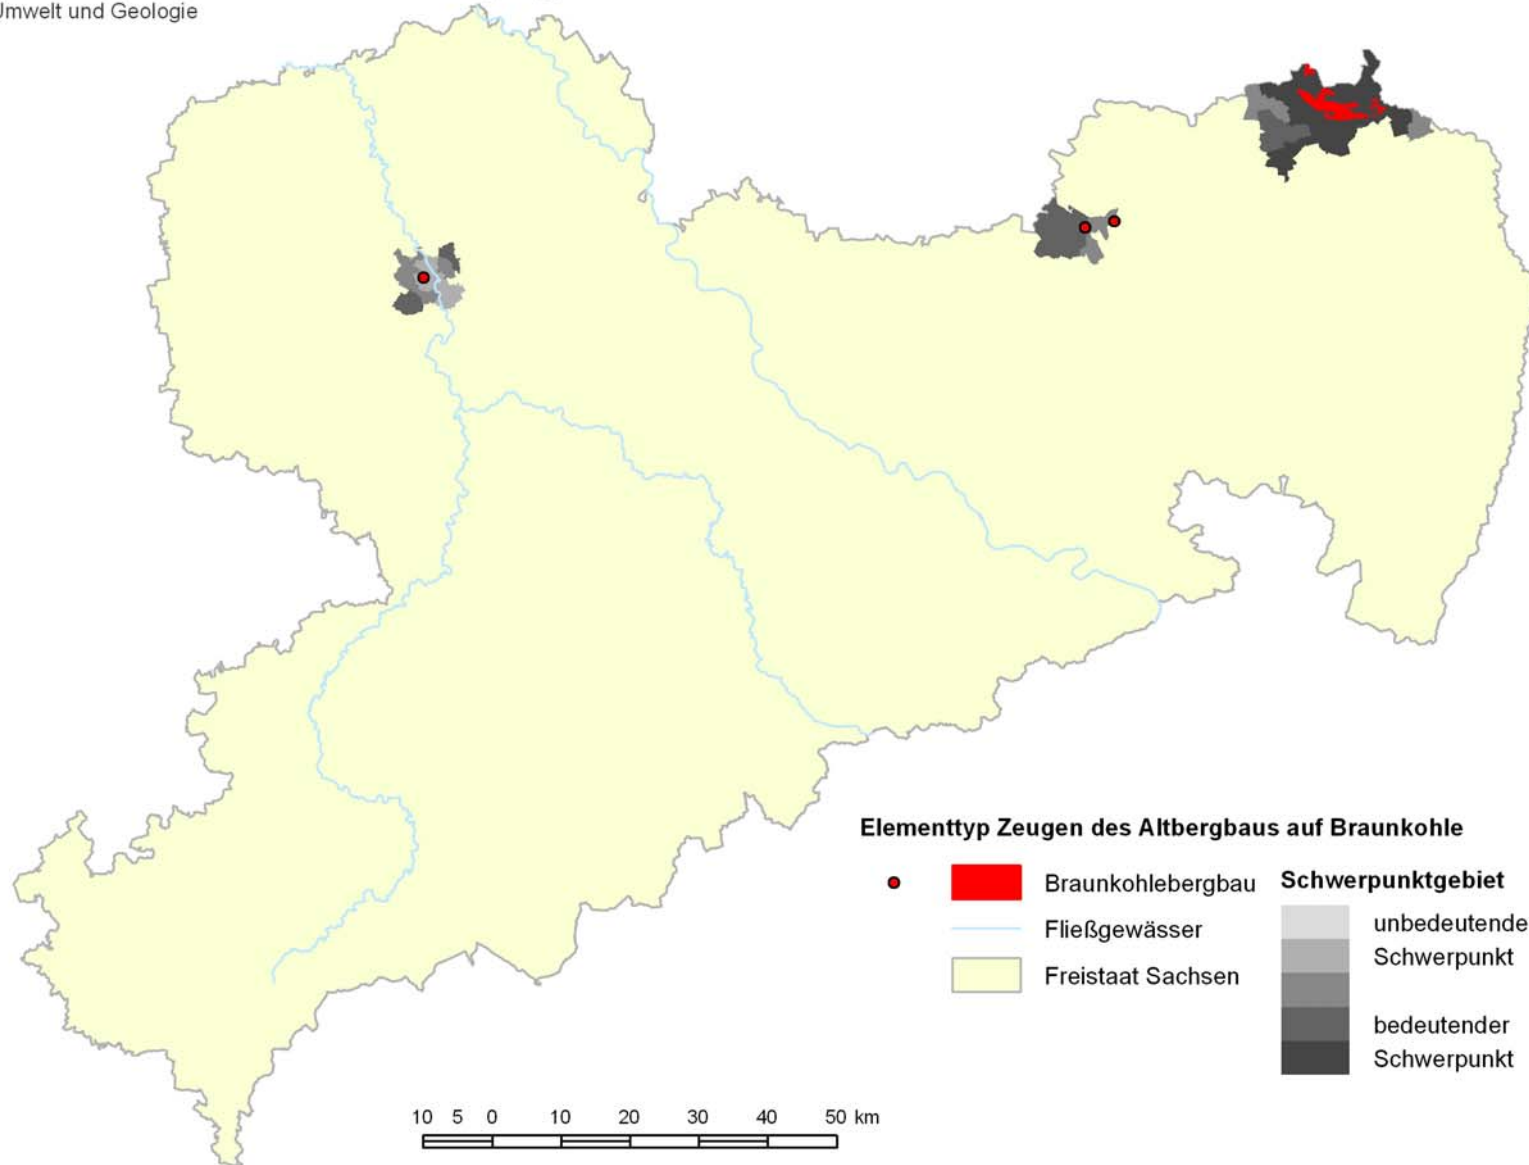 Umwelt und Geologie
Elementtyp Zeugen des Altbergbaus auf Braunkohle
Braunkohlebergbau
Fließgewässer
Freistaat Sachsen
Schwerpunktgebiet
unbedeutende
Schwerpunkt
bedeutender
Schwerpunkt
10 5 0 10 20 30 40 50 km